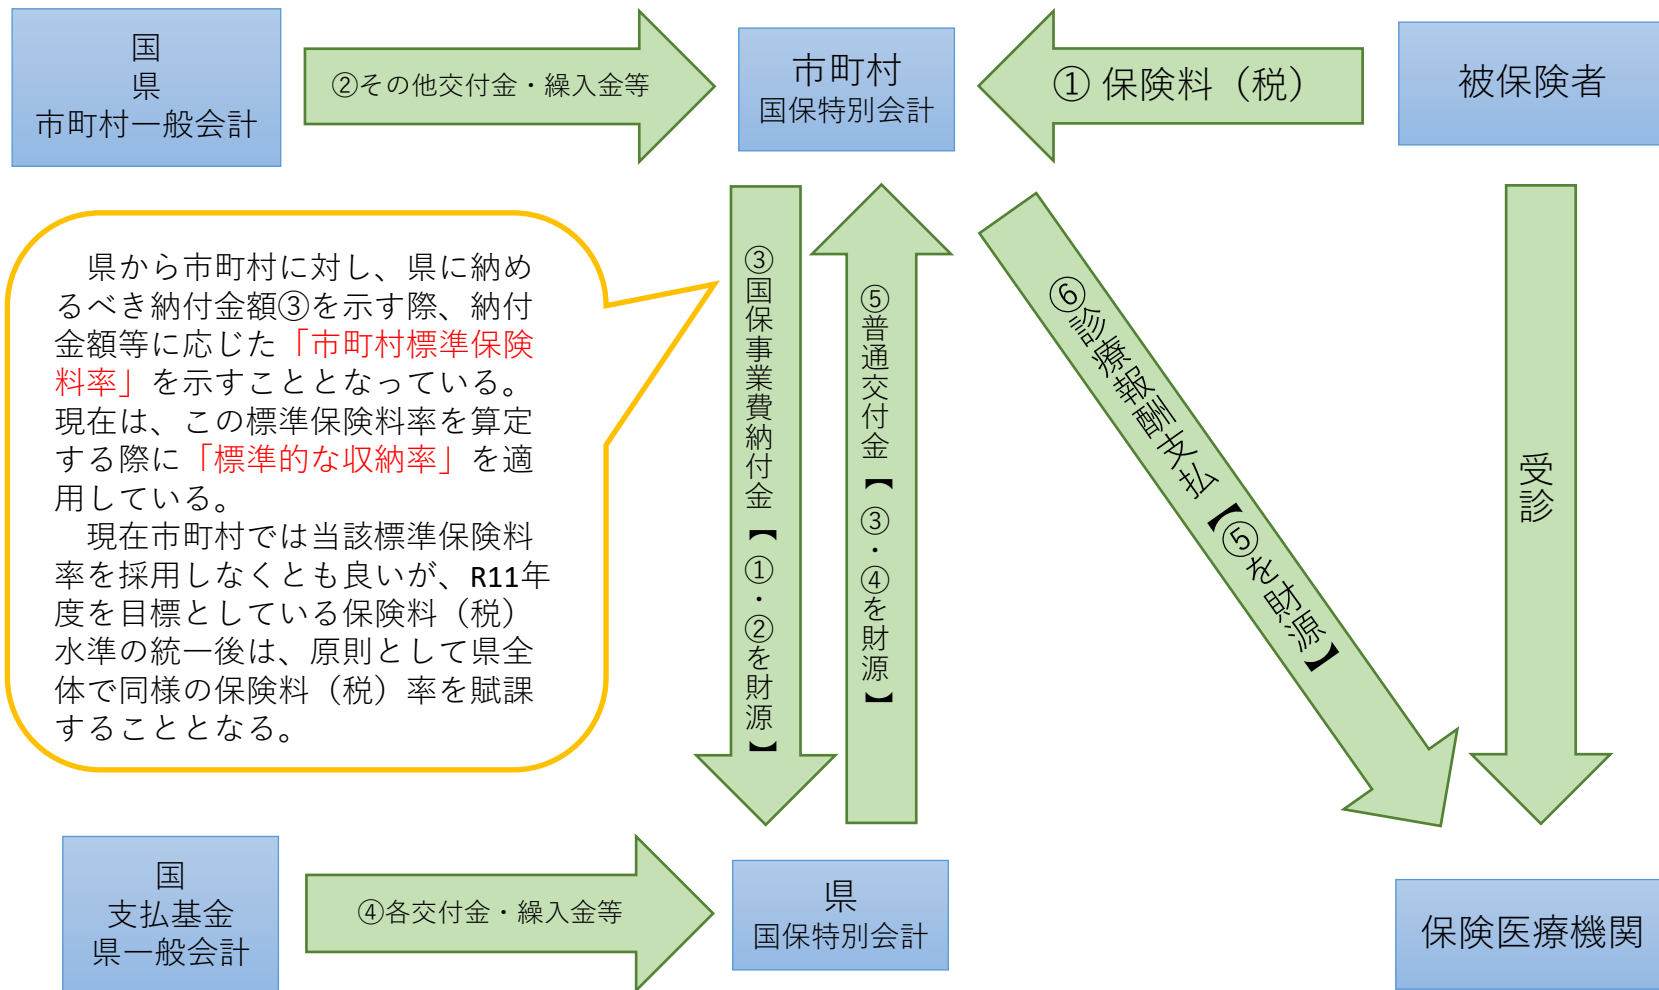 国
県
市町村一般会計
②その他交付金・繰入金等
市町村
国保特別会計
①保険料（税）
被保険者
　県から市町村に対し、県に納め
るべき納付金額③を示す際、納付
金額等に応じた「市町村標準保険
料率」を示すこととなっている。
現在は、この標準保険料率を算定
する際に「標準的な収納率」を適
用している。
　現在市町村では当該標準保険料
率を採用しなくとも良いが、R11年
度を目標としている保険料（税）
水準の統一後は、原則として県全
体で同様の保険料（税）率を賦課
することとなる。
③国保事業費納付金【①・②を財源】
⑤普通交付金【③・④を財源】
⑥診療報酬支払【⑤を財源】
受診
国
支払基金
県一般会計
④各交付金・繰入金等
県
国保特別会計
保険医療機関